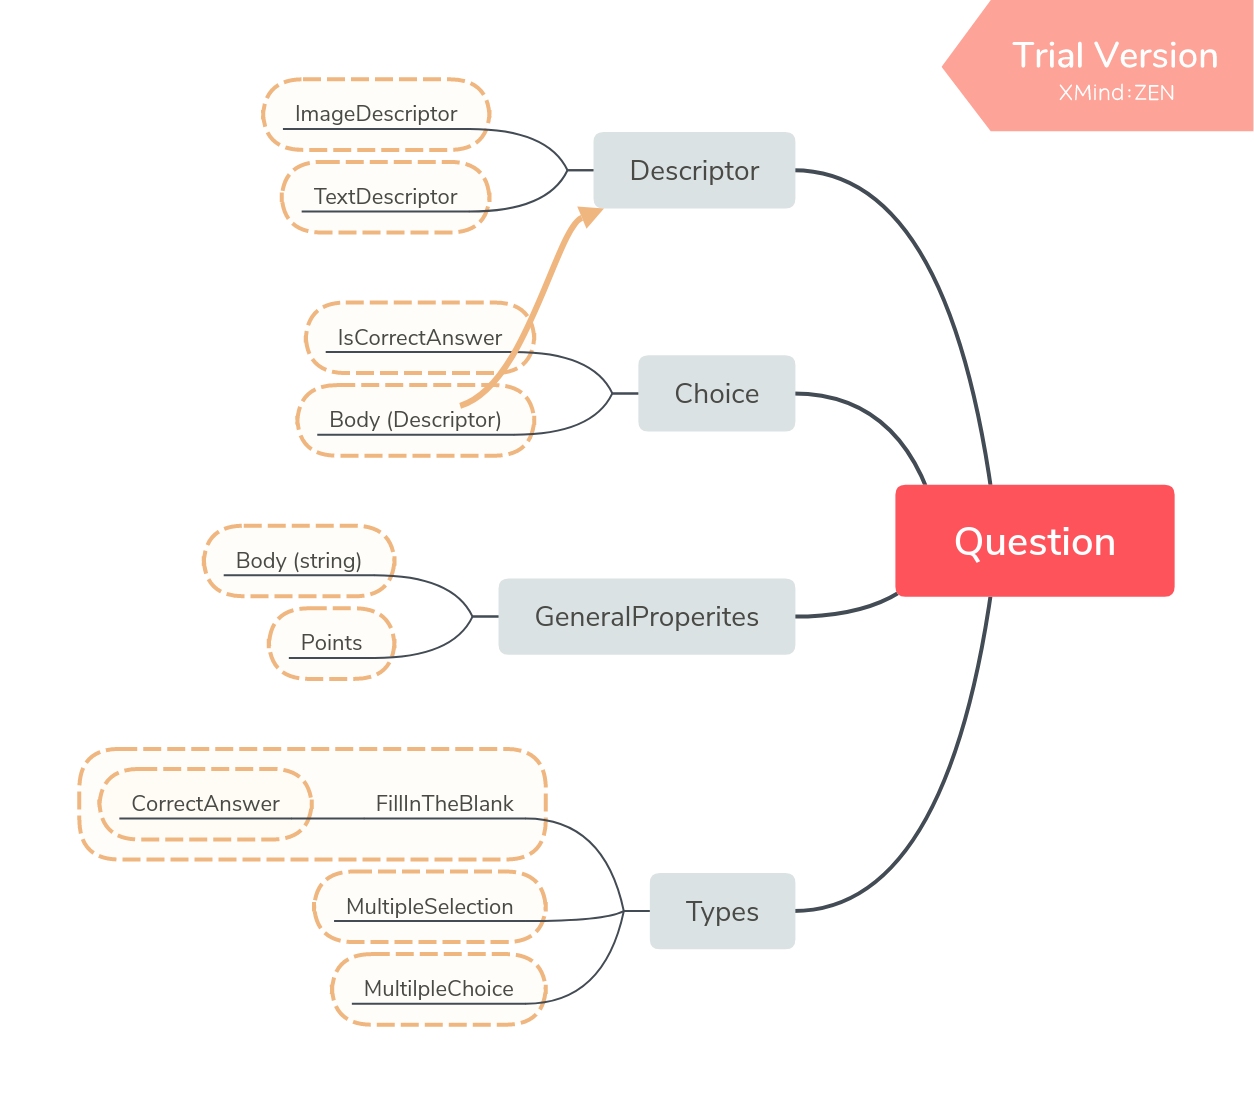 Trial Version
XMind:ZEN
ImageDescriptor
TextDescriptor
Descriptor
IsCorrectAnswer
Body (Descriptor)
Choice
Question
Body (string)
Points
GeneralProperites
CorrectAnswer
FillInTheBlank
MultipleSelection
MultilpleChoice
Types